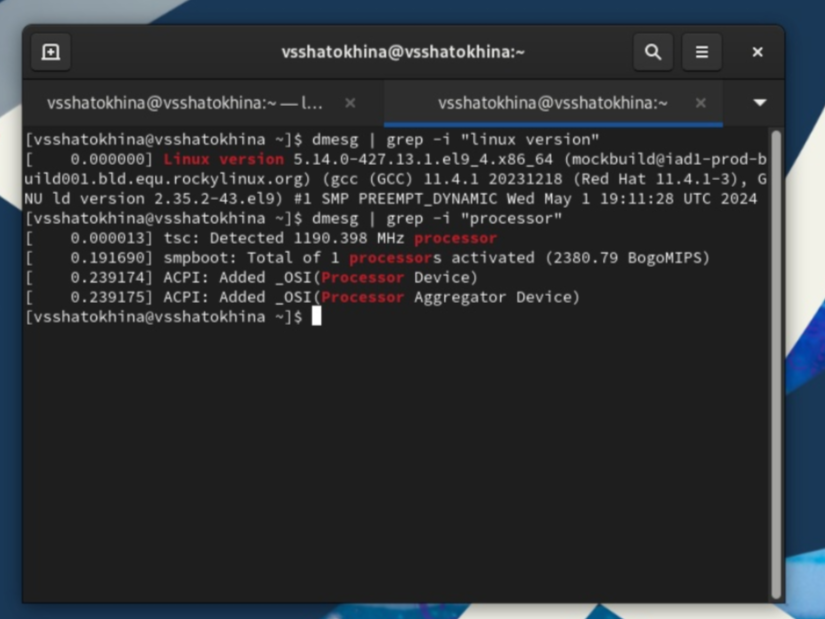 vsshatokhina@vsshatokhina:~
vsshatokhina@vsshatokhina:~ — l...
vsshatokhina@vsshatokhina:~
[vsshatokhina@vsshatokhina ~]$ dmesg | grep -i "linux version"
[    0.000000] Linux version 5.14.0-427.13.1.el9_4.x86_64 (mockbuild@iad1-prod-b
uild001.bld.equ.rockylinux.org) (gcc (GCC) 11.4.1 20231218 (Red Hat 11.4.1-3), G
NU ld version 2.35.2-43.el9) #1 SMP PREEMPT_DYNAMIC Wed May 1 19:11:28 UTC 2024
[vsshatokhina@vsshatokhina ~]$ dmesg | grep -i "processor"
[    0.000013] tsc: Detected 1190.398 MHz processor
[    0.191690] smpboot: Total of 1 processors activated (2380.79 BogoMIPS)
[    0.239174] ACPI: Added _OSI(Processor Device)
[    0.239175] ACPI: Added _OSI(Processor Aggregator Device)
[vsshatokhina@vsshatokhina ~]$